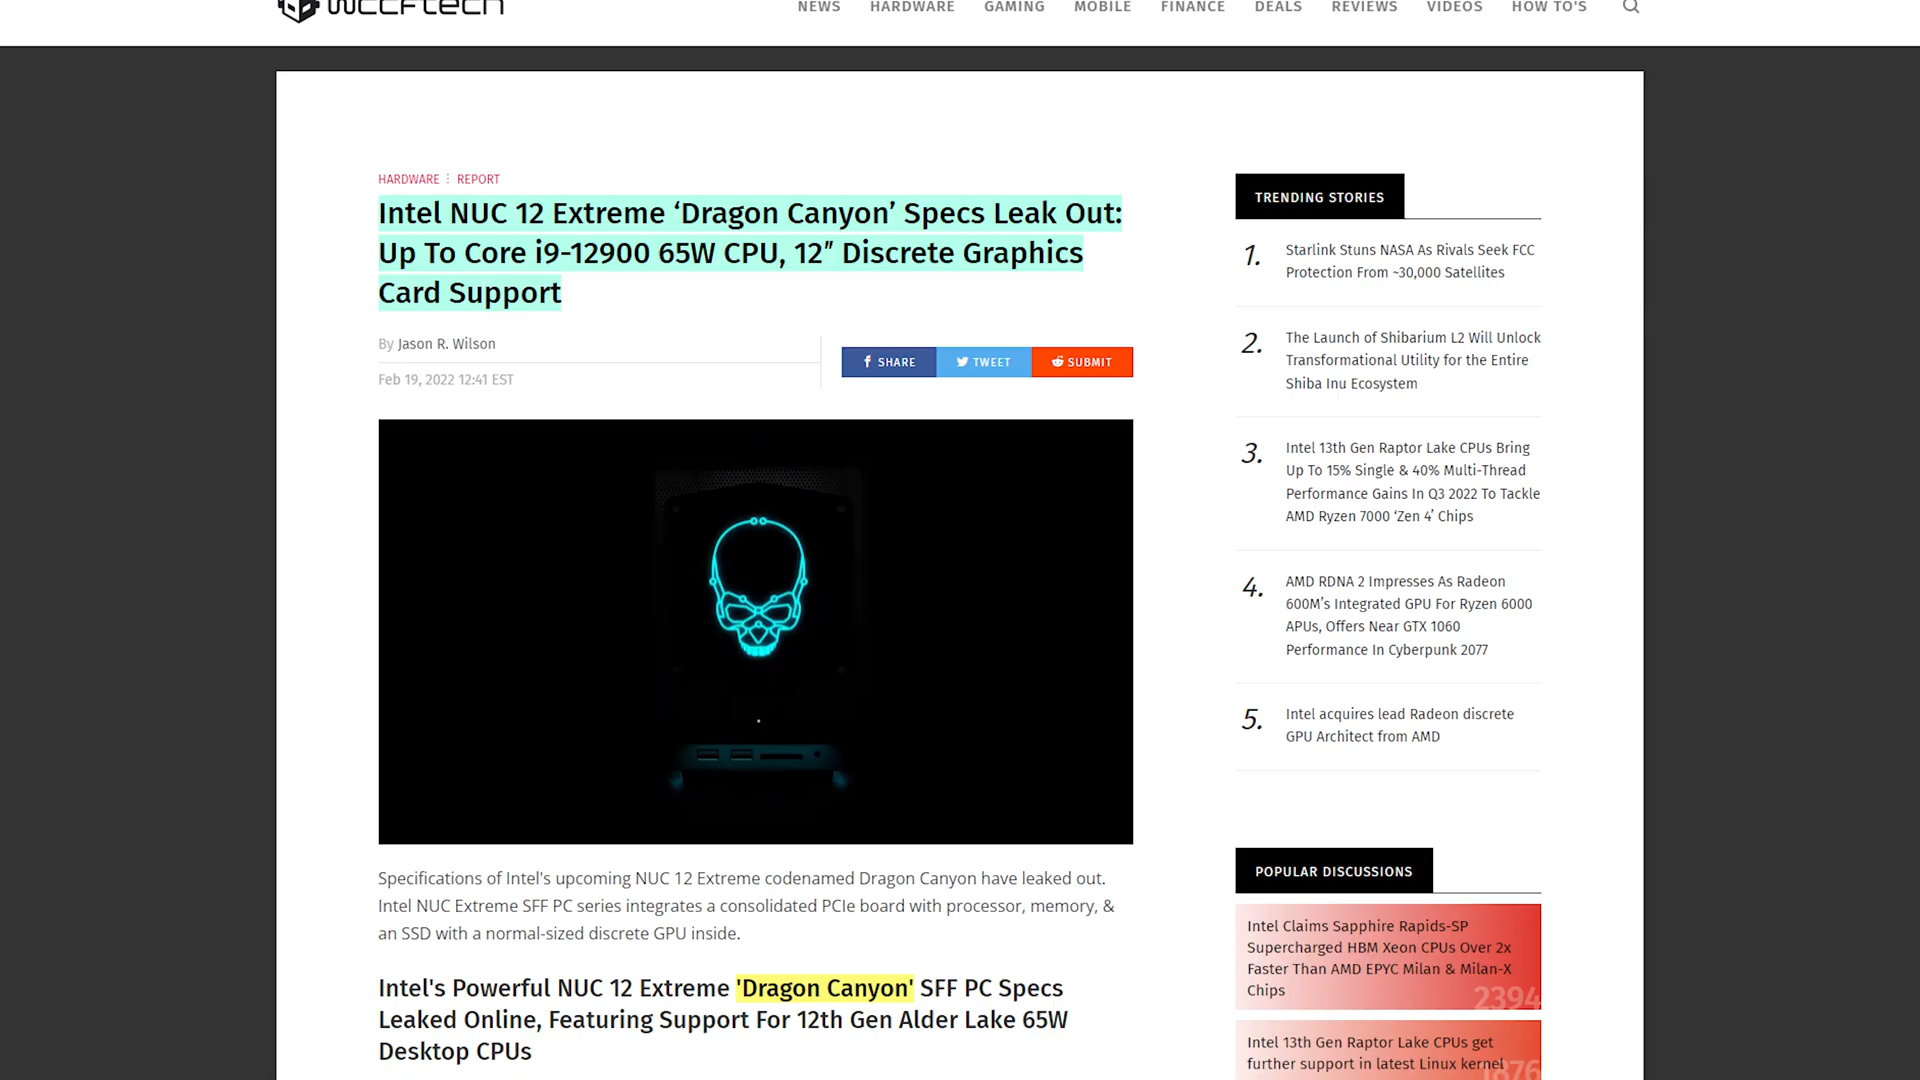 wccftech
NEWS HARDWARE GAMING MOBILE FINANCE DEALS REVIEWS VIDEOS HOW TO'S
HARDWARE ⋮ REPORT
Intel NUC 12 Extreme ‘Dragon Canyon’ Specs Leak Out:
Up To Core i9-12900 65W CPU, 12″ Discrete Graphics
Card Support
By Jason R. Wilson
Feb 19, 2022 12:41 EST
SHARE TWEET SUBMIT
Specifications of Intel's upcoming NUC 12 Extreme codenamed Dragon Canyon have leaked out.
Intel NUC Extreme SFF PC series integrates a consolidated PCIe board with processor, memory, &
an SSD with a normal-sized discrete GPU inside.
Intel's Powerful NUC 12 Extreme 'Dragon Canyon' SFF PC Specs
Leaked Online, Featuring Support For 12th Gen Alder Lake 65W
Desktop CPUs
TRENDING STORIES
1. Starlink Stuns NASA As Rivals Seek FCC
Protection From ~30,000 Satellites
2. The Launch of Shibarium L2 Will Unlock
Transformational Utility for the Entire
Shiba Inu Ecosystem
3. Intel 13th Gen Raptor Lake CPUs Bring
Up To 15% Single & 40% Multi-Thread
Performance Gains In Q3 2022 To Tackle
AMD Ryzen 7000 ‘Zen 4’ Chips
4. AMD RDNA 2 Impresses As Radeon
600M’s Integrated GPU For Ryzen 6000
APUs, Offers Near GTX 1060
Performance In Cyberpunk 2077
5. Intel acquires lead Radeon discrete
GPU Architect from AMD
POPULAR DISCUSSIONS
Intel Claims Sapphire Rapids-SP
Supercharged HBM Xeon CPUs Over 2x
Faster Than AMD EPYC Milan & Milan-X
Chips
2394
Intel 13th Gen Raptor Lake CPUs get
further support in latest Linux kernel
1876